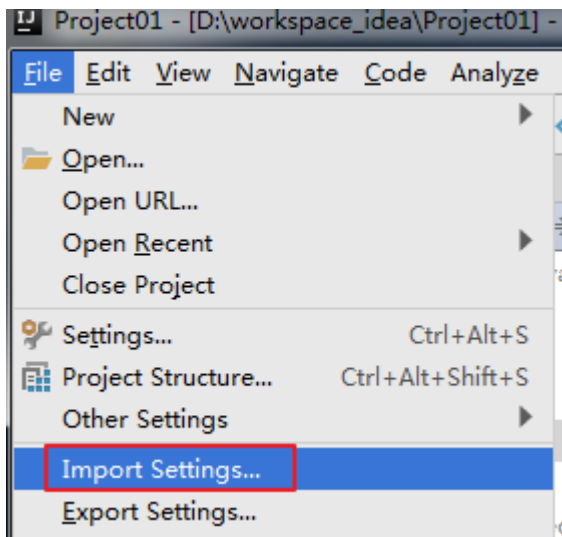 IJ Project01 - [D:\workspace_idea\Project01] -
File Edit View Navigate Code Analyze
New
Open...
Open URL...
Open Recent
Close Project
Settings... Ctrl+Alt+S
Project Structure... Ctrl+Alt+Shift+S
Other Settings
Import Settings...
Export Settings...